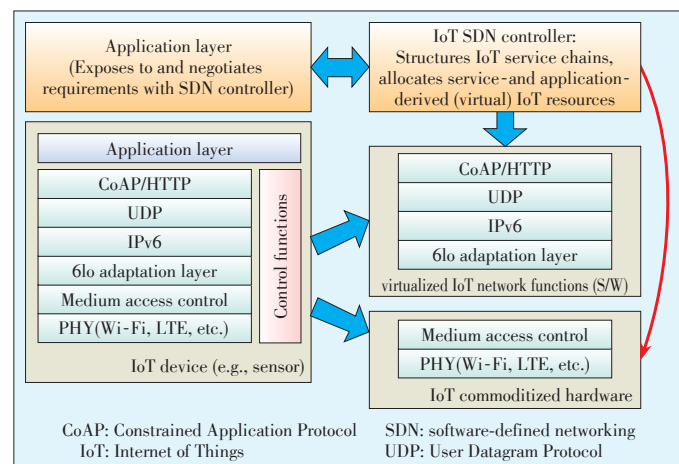 Application layer
(Exposes to and negotiates
requirements with SDN controller)
IoT SDN controller:
Structures IoT service chains,
allocates service-and application-
derived (virtual) IoT resources
Application layer
CoAP/HTTP
UDP
IPv6
6lo adaptation layer
Medium access control
PHY(Wi-Fi, LTE, etc.)
Control functions
IoT device (e.g., sensor)
CoAP/HTTP
UDP
IPv6
6lo adaptation layer
virtualized IoT network functions (S/W)
Medium access control
PHY(Wi-Fi, LTE, etc.)
IoT commoditized hardware
CoAP: Constrained Application Protocol
IoT: Internet of Things
SDN: software-defined networking
UDP: User Datagram Protocol